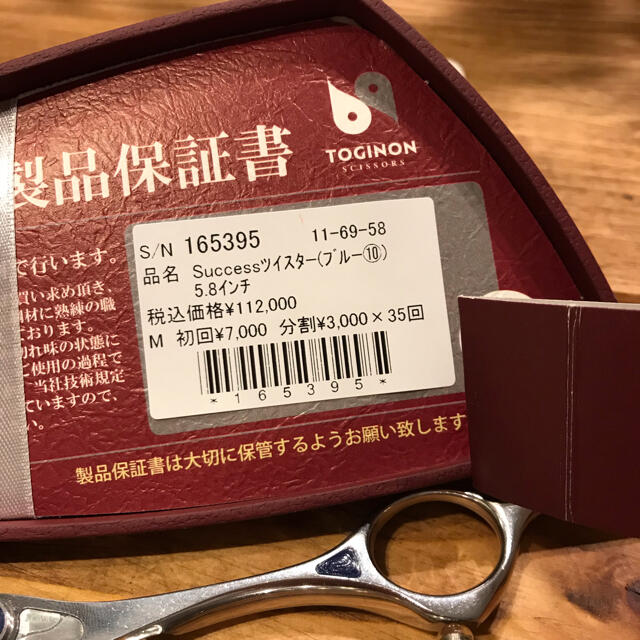 製品保証書
TOGINON
SCISSORS
S/N 165395 11-69-58
品名 Successツイスター(ブルー⑩)
5.8インチ
税込価格¥112,000
M 初回¥7,000 分割¥3,000×35回
*165395*
で行います。
買い求め頂き、
材に熟練の職
おります。
切れ味の状態に
ご使用の過程で
、当社技術規定
ていますので、
い。
製品保証書は大切に保管するようお願い致します